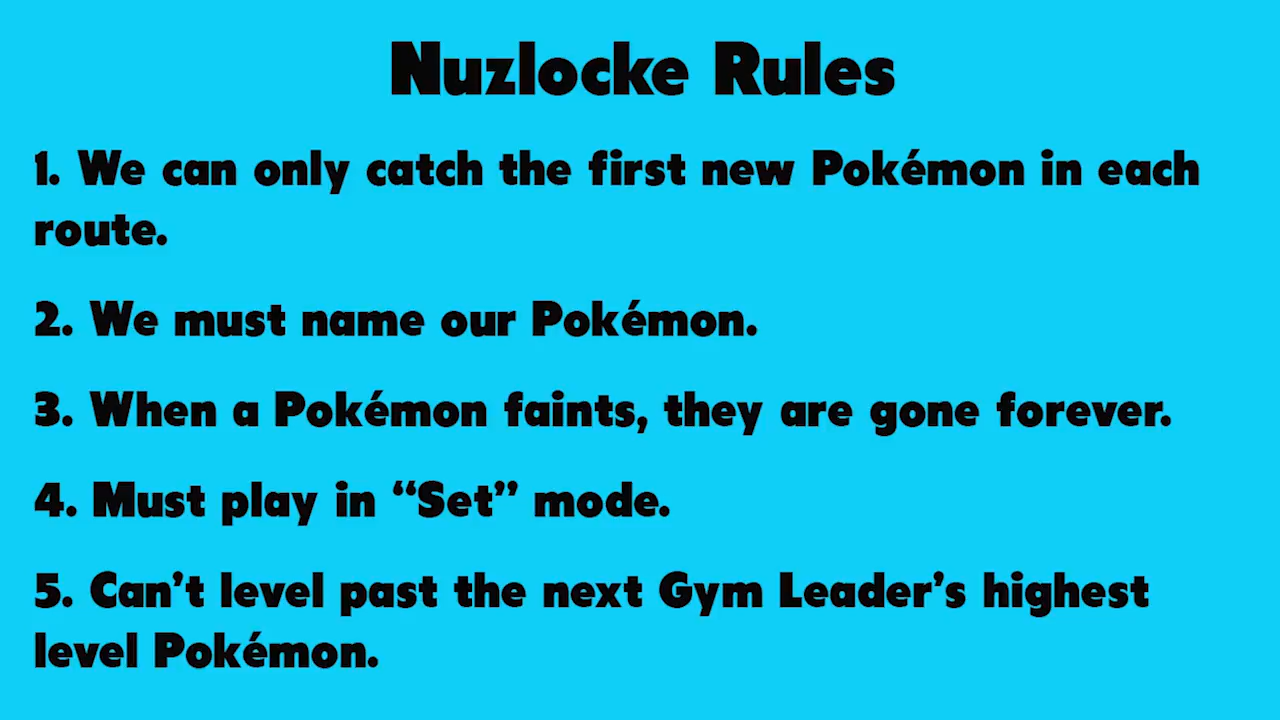 Nuzlocke Rules
1. We can only catch the first new Pokémon in each
route.
2. We must name our Pokémon.
3. When a Pokémon faints, they are gone forever.
4. Must play in “Set” mode.
5. Can’t level past the next Gym Leader’s highest
level Pokémon.